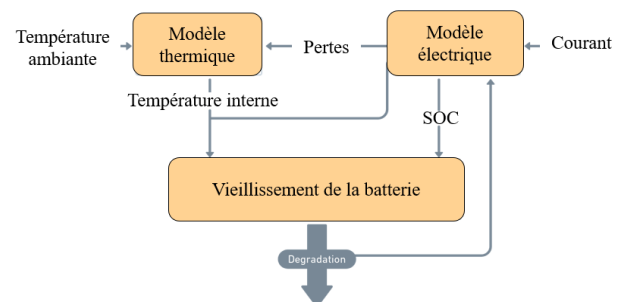 Température
ambiante
Modèle
thermique
Pertes
Modèle
électrique
Courant
Température interne
SOC
Vieillissement de la batterie
Degradation